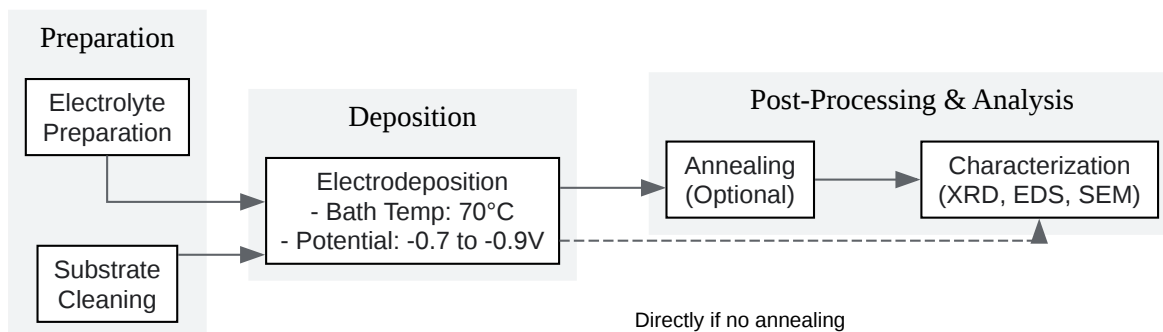 Preparation
Electrolyte
Preparation
Substrate
Cleaning
Deposition
Electrodeposition
- Bath Temp: 70°C
- Potential: -0.7 to -0.9V
Post-Processing & Analysis
Annealing
(Optional)
Characterization
(XRD, EDS, SEM)
Directly if no annealing